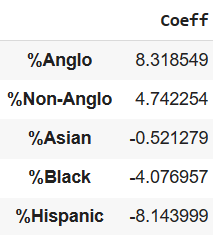 Coeff
%Anglo 8.318549
%Non-Anglo 4.742254
%Asian -0.521279
%Black -4.076957
%Hispanic -8.143999